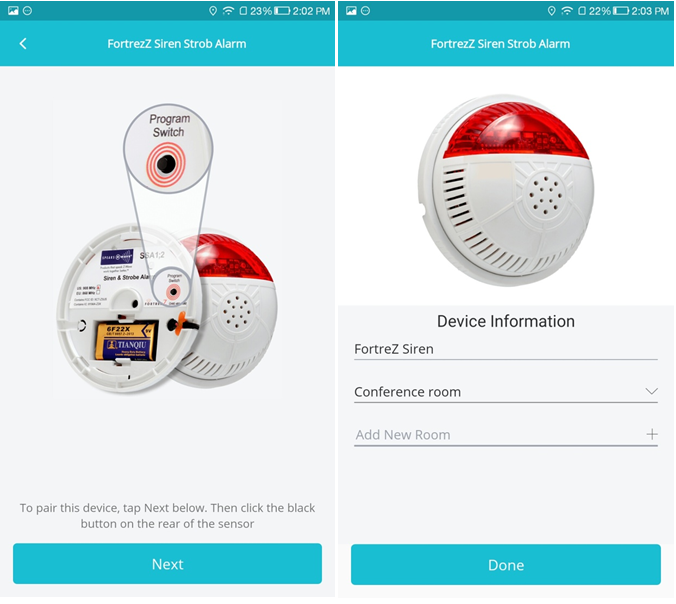 23% 2:02 PM
FortrezZ Siren Strob Alarm
Program
Switch
SSA1;2
Siren & Strobe Alarm
Program
Switch
6F22X
9V
TIANQIU
To pair this device, tap Next below. Then click the black
button on the rear of the sensor
Next
22% 2:03 PM
FortrezZ Siren Strob Alarm
Device Information
FortreZ Siren
Conference room
Add New Room
Done